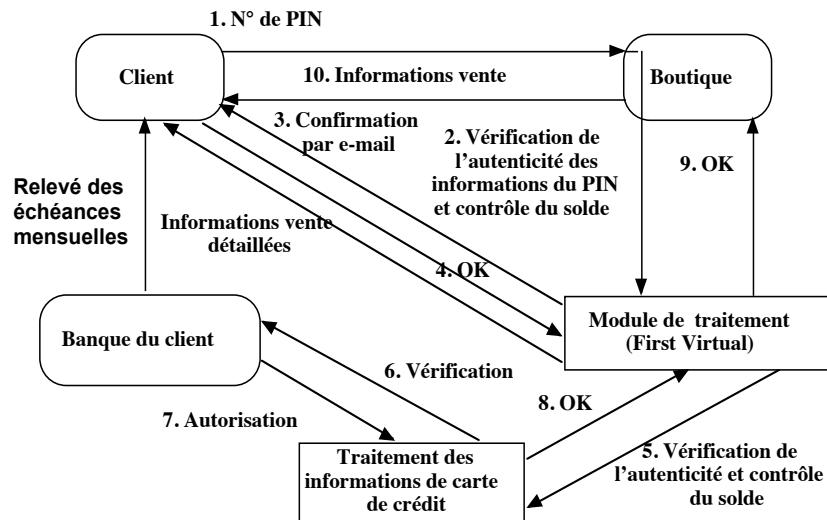 1. N° de PIN
Client
10. Informations vente
Boutique
3. Confirmation
par e-mail
2. Vérification de
l'autenticité des
informations du PIN
et contrôle du solde
9. OK
Relevé des
échéances
mensuelles
Informations vente
détaillées
4. OK
Banque du client
Module de traitement
(First Virtual)
6. Vérification
7. Autorisation
8. OK
5. Vérification de
l'autenticité et contrôle
du solde
Traitement des
informations de carte
de crédit